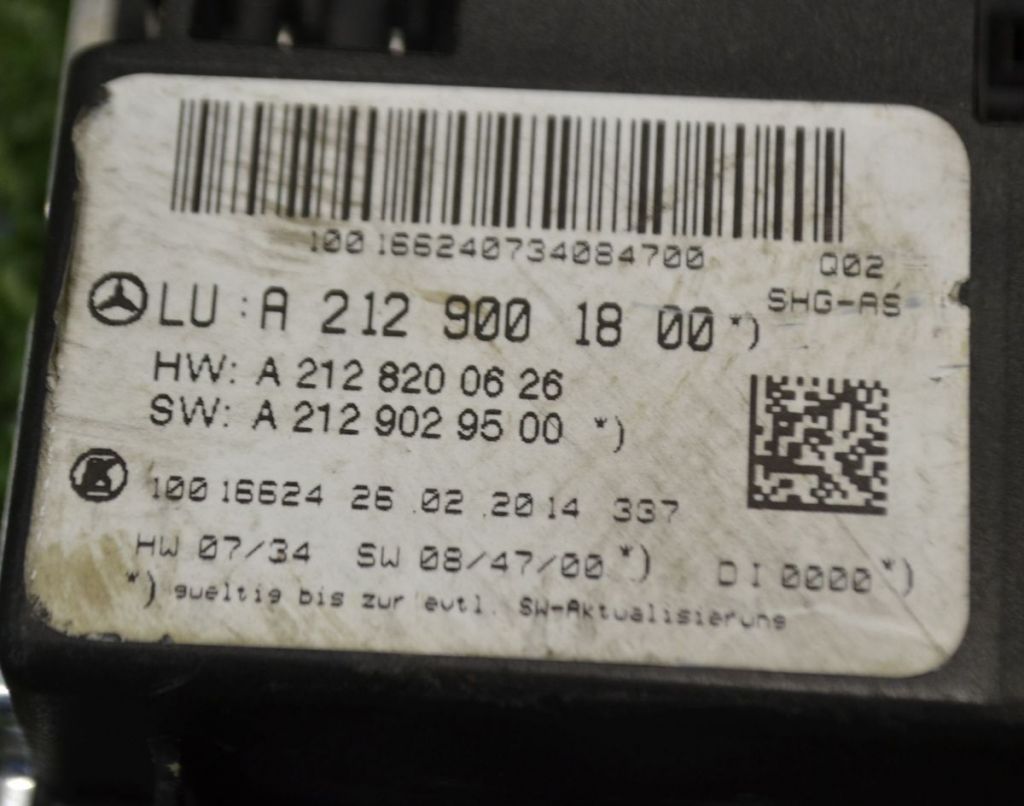 100166240734084700 Q02
SHG-AS
LU : A 212 900 18 00 *)
HW: A 212 820 06 26
SW: A 212 902 95 00 *)
10016624 26.02.2014 337
HW 07/34 SW 08/47/00 *) DI 0000 *)
*) gueltig bis zur evtl. SW-Aktualisierung